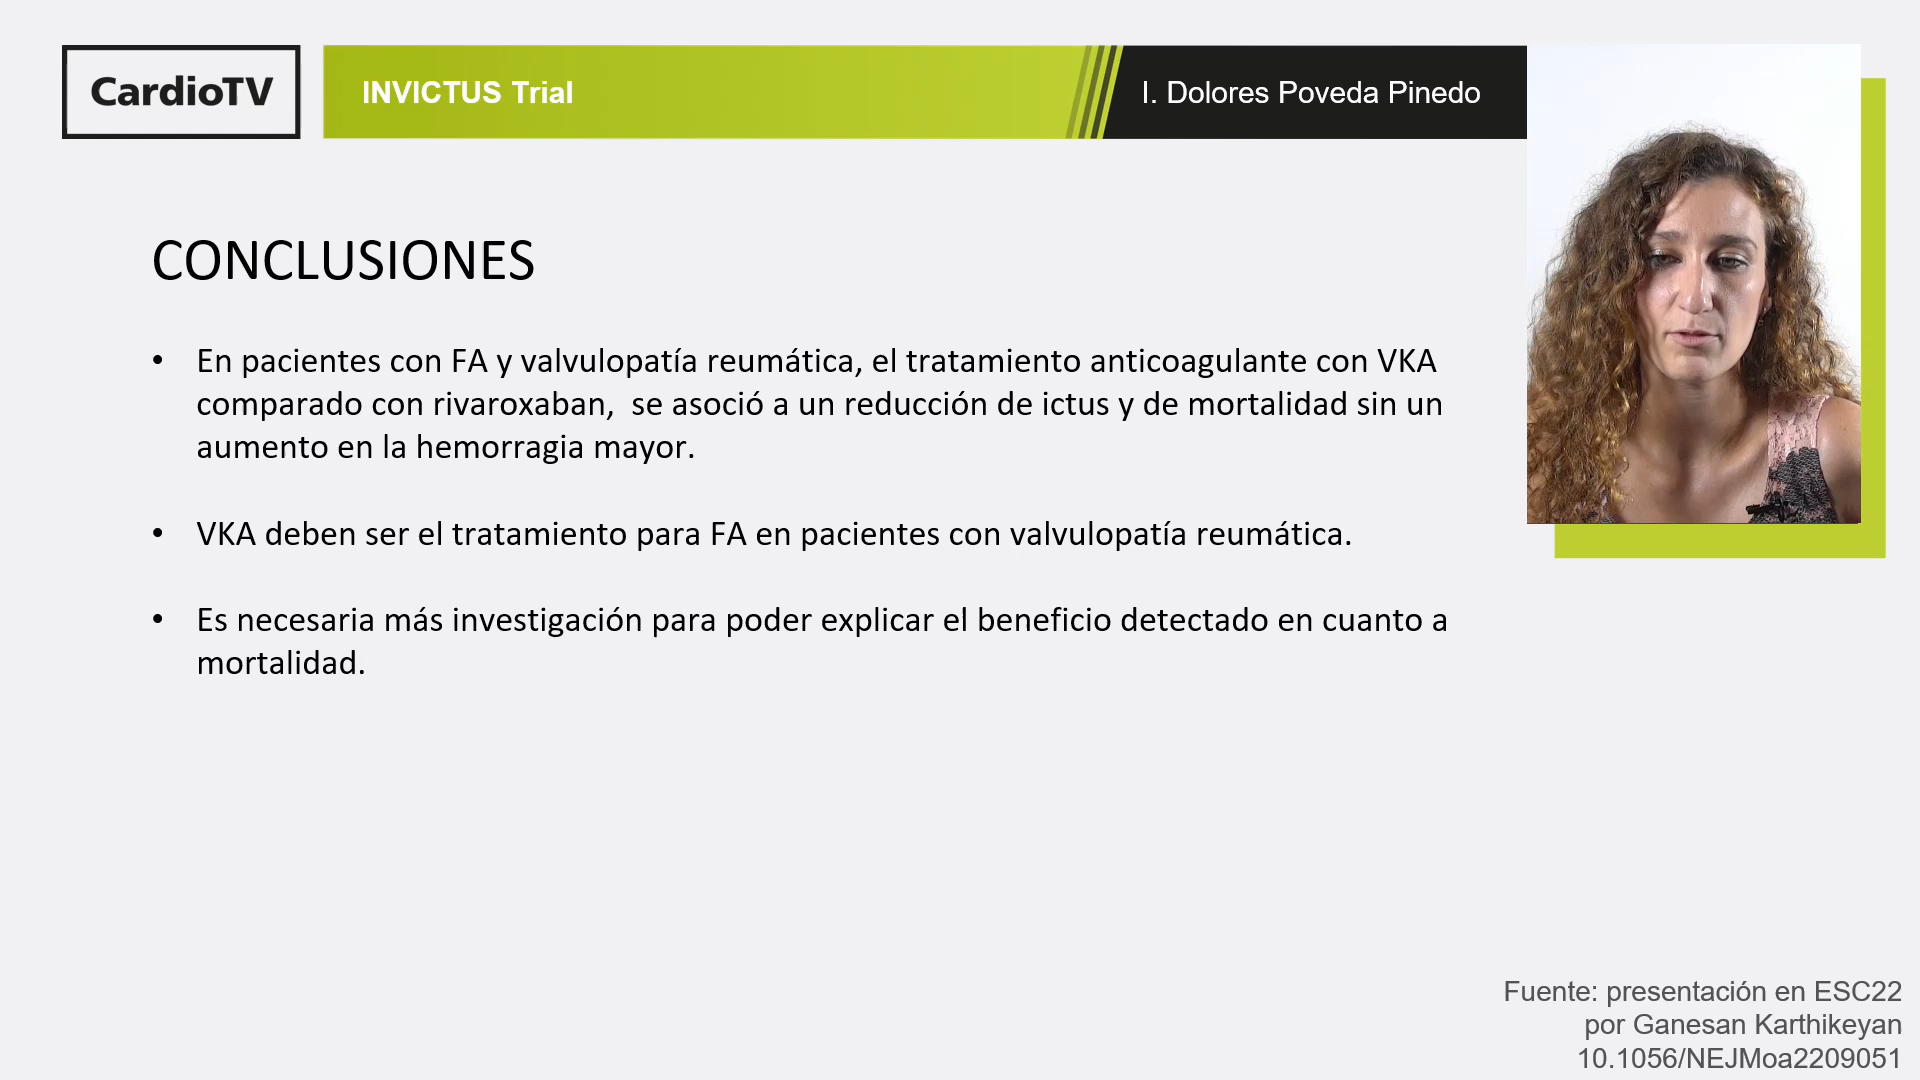 CardioTV
INVICTUS Trial
I. Dolores Poveda Pinedo
CONCLUSIONES
• En pacientes con FA y valvulopatía reumática, el tratamiento anticoagulante con VKA
comparado con rivaroxaban,  se asoció a un reducción de ictus y de mortalidad sin un
aumento en la hemorragia mayor.
• VKA deben ser el tratamiento para FA en pacientes con valvulopatía reumática.
• Es necesaria más investigación para poder explicar el beneficio detectado en cuanto a
mortalidad.
Fuente: presentación en ESC22
por Ganesan Karthikeyan
10.1056/NEJMoa2209051